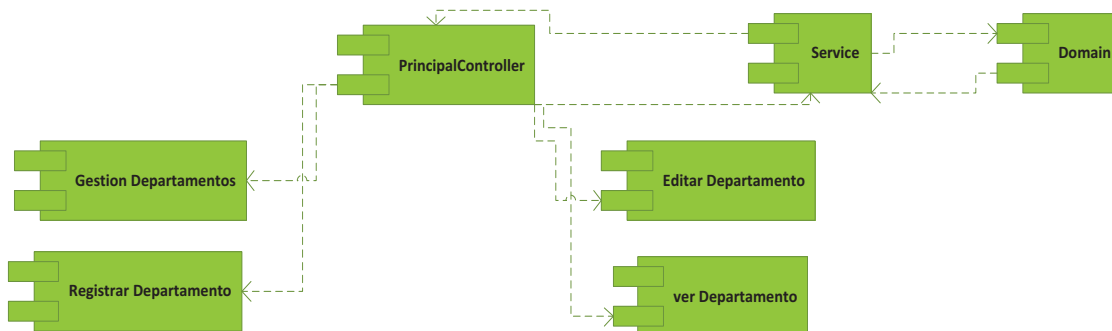 PrincipalController
Service
Domain
Gestion Departamentos
Editar Departamento
Registrar Departamento
ver Departamento